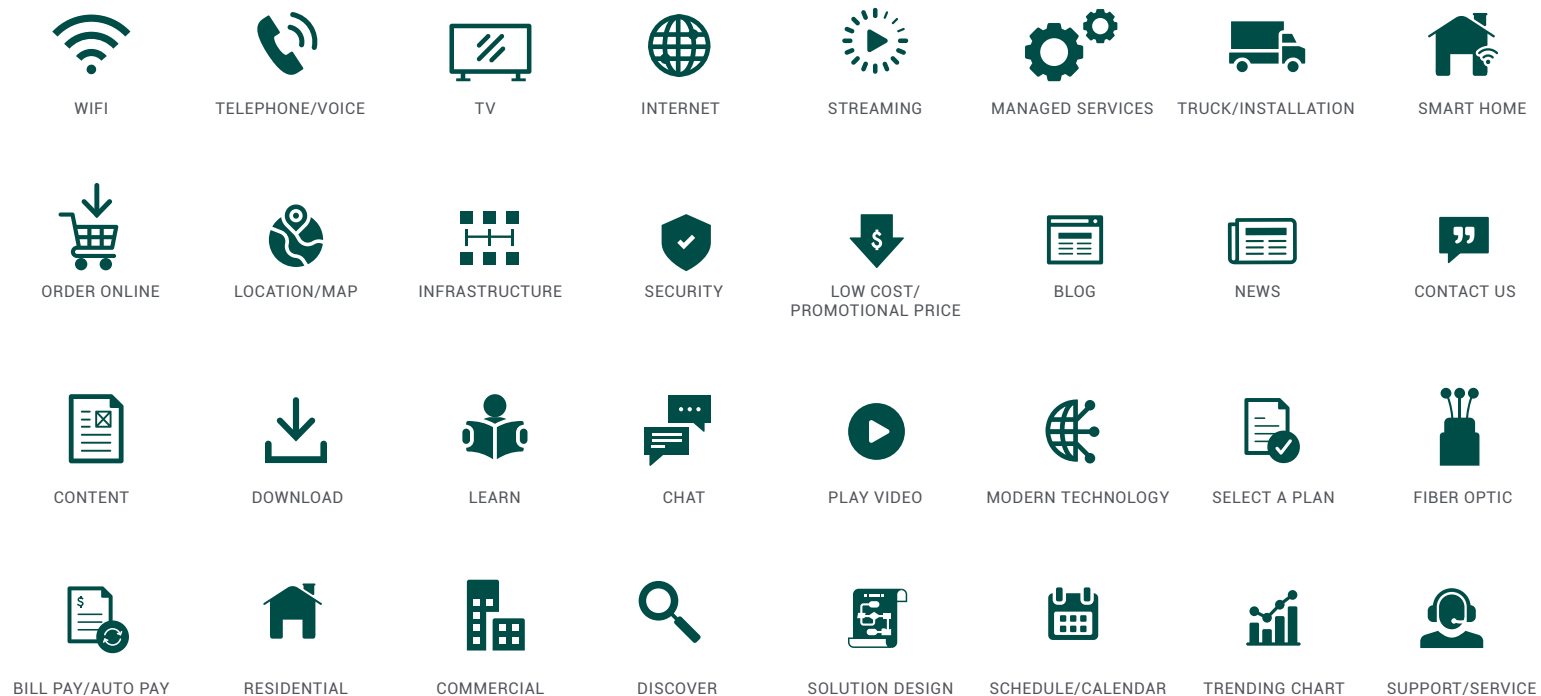 WIFI
TELEPHONE/VOICE
TV
INTERNET
STREAMING
MANAGED SERVICES
TRUCK/INSTALLATION
SMART HOME
$
ORDER ONLINE
LOCATION/MAP
INFRASTRUCTURE
SECURITY
LOW COST/
PROMOTIONAL PRICE
BLOG
NEWS
CONTACT US
CONTENT
DOWNLOAD
LEARN
CHAT
PLAY VIDEO
MODERN TECHNOLOGY
SELECT A PLAN
FIBER OPTIC
$
BILL PAY/AUTO PAY
RESIDENTIAL
COMMERCIAL
DISCOVER
SOLUTION DESIGN
SCHEDULE/CALENDAR
TRENDING CHART
SUPPORT/SERVICE